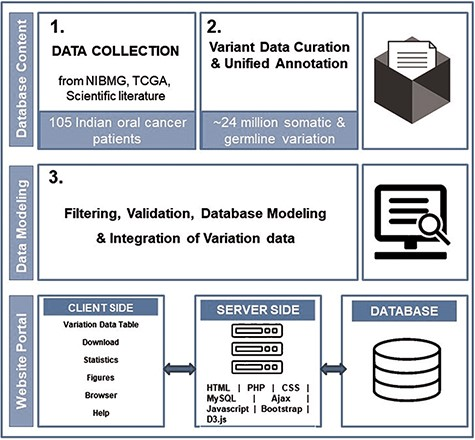 Database Content
1.
DATA COLLECTION
from NIBMG, TCGA,
Scientific literature
105 Indian oral cancer
patients
2.
Variant Data Curation
& Unified Annotation
~24 million somatic &
germline variation
Data Modeling
3.
Filtering, Validation, Database Modeling
& Integration of Variation data
Website Portal
CLIENT SIDE
Variation Data Table
Download
Statistics
Figures
Browser
Help
SERVER SIDE
HTML | PHP | CSS |
MySQL | Ajax |
Javascript | Bootstrap |
D3.js
DATABASE